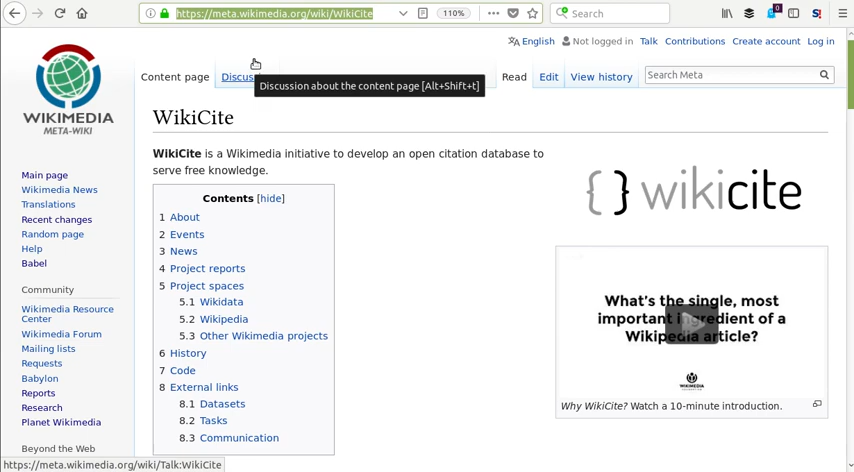 https://meta.wikimedia.org/wiki/WikiCite
110%
Search
0
S!
English
Not logged in
Talk
Contributions
Create account
Log in
WIKIMEDIA
META-WIKI
Content page
Read
Edit
View history
Search Meta
Discussion about the content page [Alt+Shift+t]
WikiCite
WikiCite is a Wikimedia initiative to develop an open citation database to
serve free knowledge.
Contents [hide]
1 About
2 Events
3 News
4 Project reports
5 Project spaces
5.1 Wikidata
5.2 Wikipedia
5.3 Other Wikimedia projects
6 History
7 Code
8 External links
8.1 Datasets
8.2 Tasks
8.3 Communication
{ } wikicite
What's the single, most
important ingredient of a
Wikipedia article?
WIKIMEDIA
Why WikiCite? Watch a 10-minute introduction.
Main page
Wikimedia News
Translations
Recent changes
Random page
Help
Babel
Community
Wikimedia Resource
Center
Wikimedia Forum
Mailing lists
Requests
Babylon
Reports
Research
Planet Wikimedia
Beyond the Web
https://meta.wikimedia.org/wiki/Talk:WikiCite